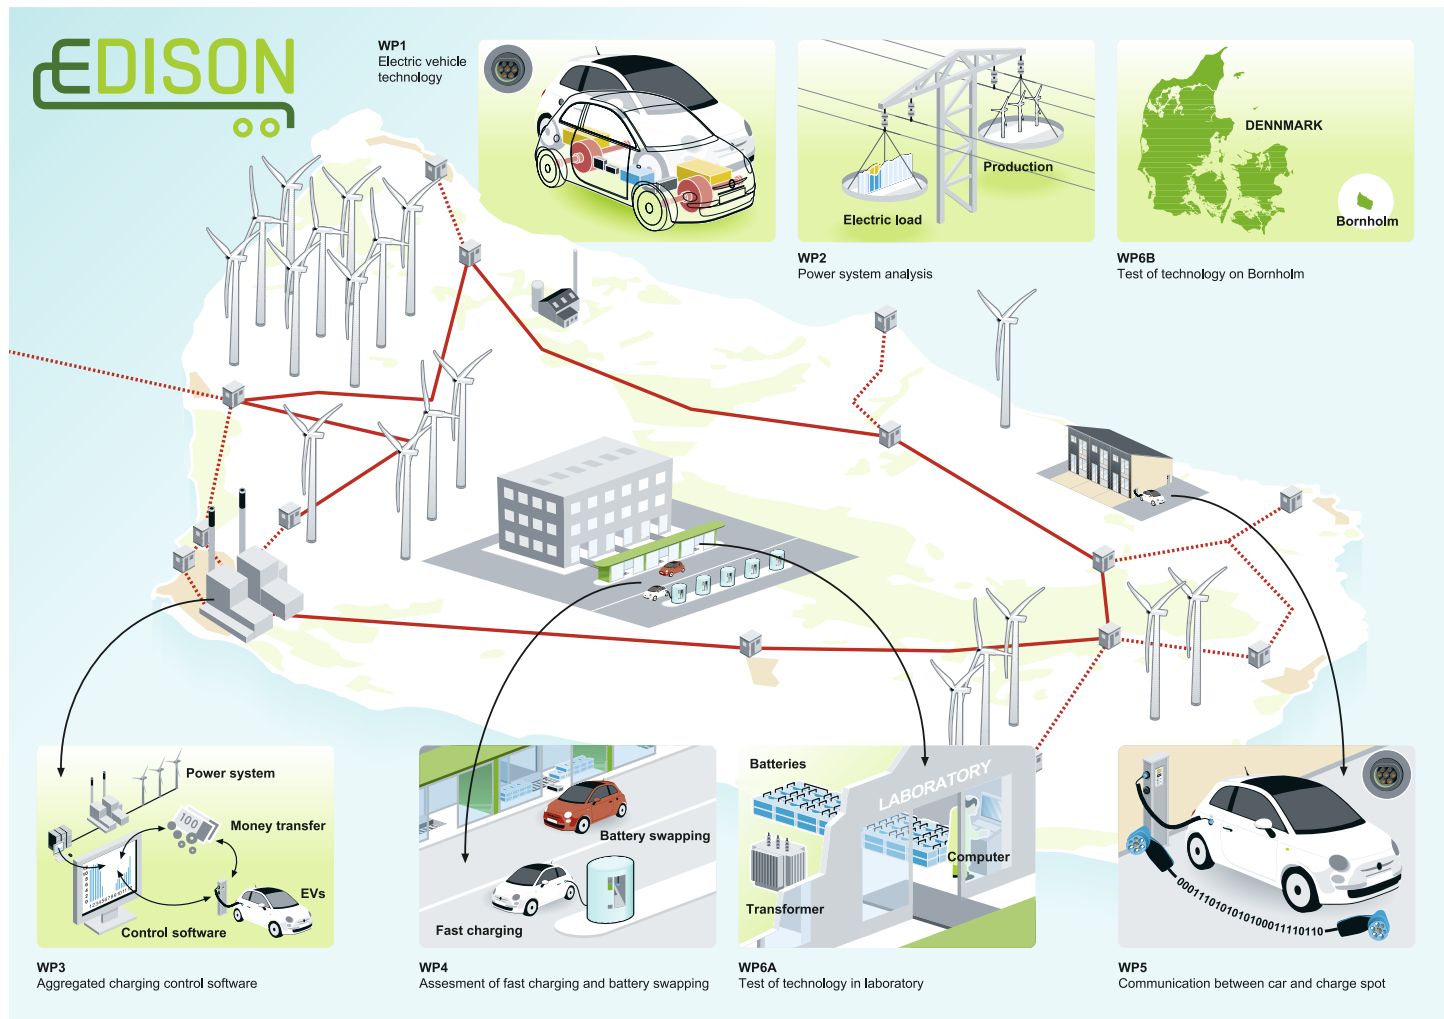 EDISON
WP1
Electric vehicle
technology
Electric load
Production
WP2
Power system analysis
DENNMARK
Bornholm
WP6B
Test of technology on Bornholm
Power system
100
Money transfer
EVs
Control software
WP3
Aggregated charging control software
Battery swapping
Fast charging
WP4
Assesment of fast charging and battery swapping
Batteries
LABORATORY
Computer
Transformer
WP6A
Test of technology in laboratory
0001110101010100011110110
WP5
Communication between car and charge spot